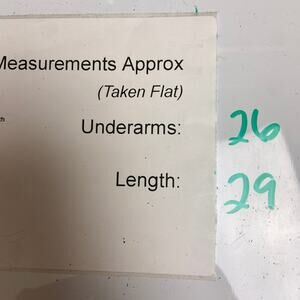 Measurements Approx
(Taken Flat)
Underarms: 26
Length: 29